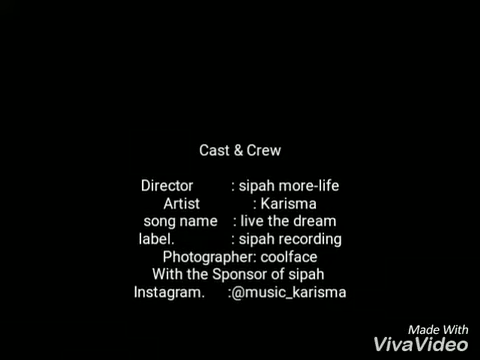 Cast & Crew
Director : sipah more-life
Artist : Karisma
song name : live the dream
label. : sipah recording
Photographer: coolface
With the Sponsor of sipah
Instagram. :@music_karisma
Made With
VivaVideo